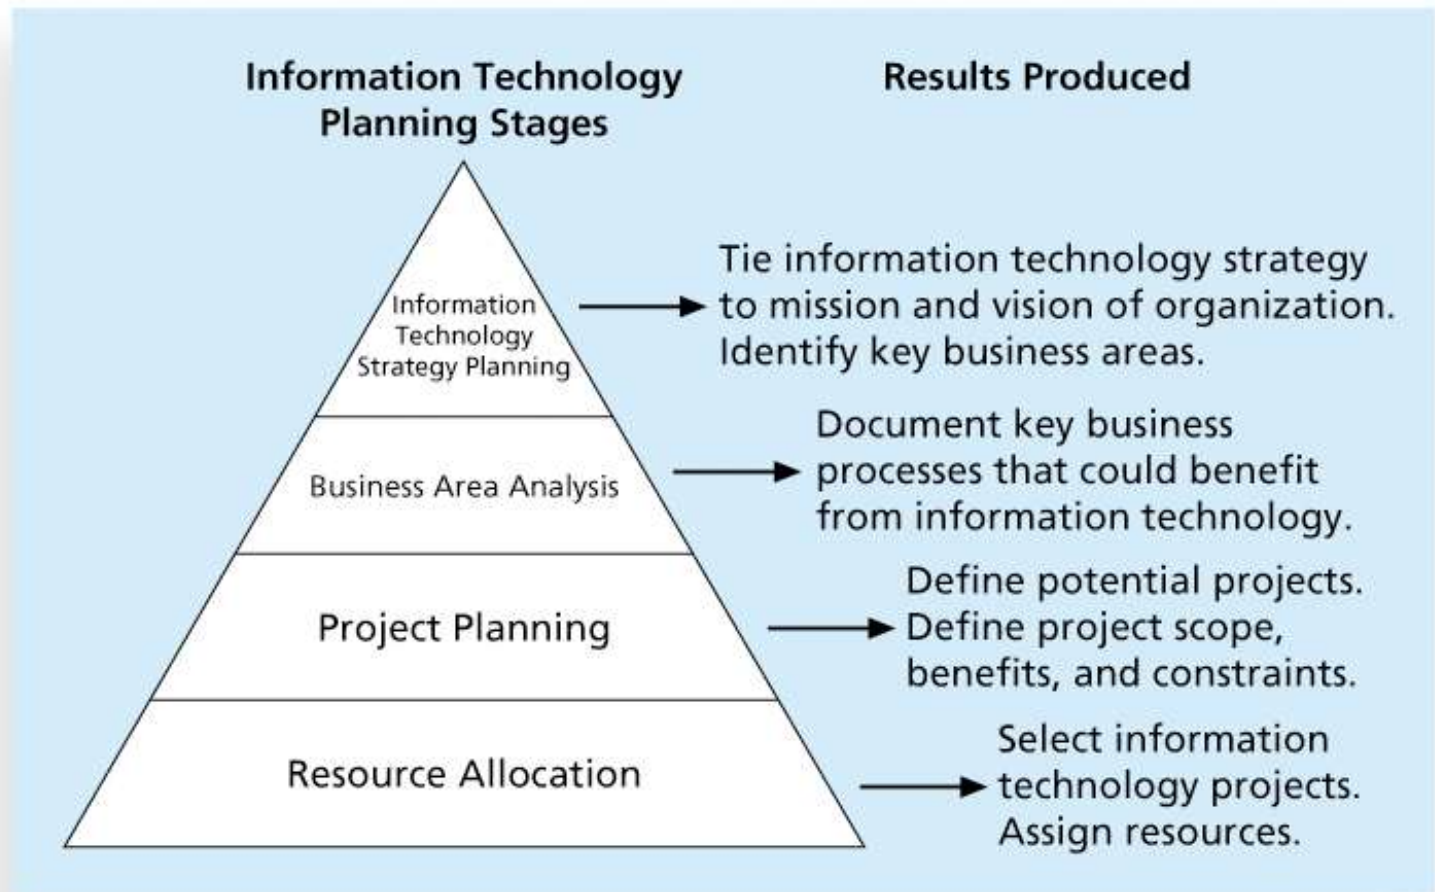 Information Technology
Planning Stages
Results Produced
Information
Technology
Strategy Planning
Tie information technology strategy
to mission and vision of organization.
Identify key business areas.
Business Area Analysis
Document key business
processes that could benefit
from information technology.
Project Planning
Define potential projects.
Define project scope,
benefits, and constraints.
Resource Allocation
Select information
technology projects.
Assign resources.